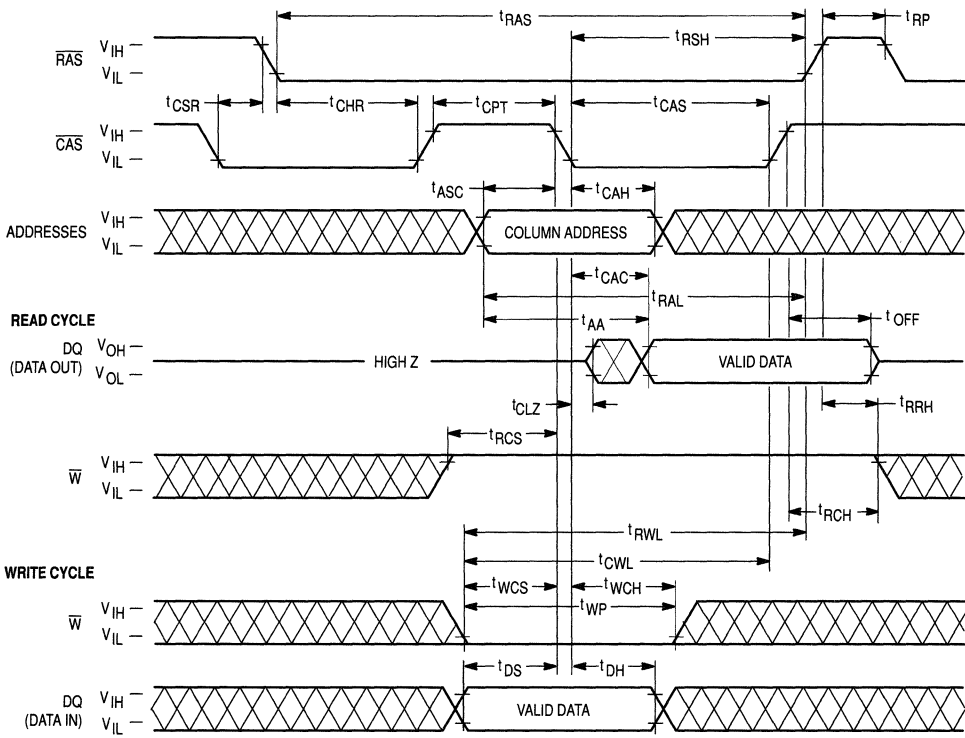 tRAS
tRP
tRSH
RAS
VIH
VIL
tCSR
tCHR
tCPT
tCAS
CAS
VIH
VIL
tASC
tCAH
ADDRESSES
VIH
VIL
COLUMN ADDRESS
tCAC
tRAL
READ CYCLE
tAA
tOFF
DQ
(DATA OUT)
VOH
VOL
HIGH Z
VALID DATA
tCLZ
tRRH
tRCS
W
VIH
VIL
tRCH
tRWL
tCWL
WRITE CYCLE
tWCS
tWCH
tWP
W
VIH
VIL
tDS
tDH
DQ
(DATA IN)
VIH
VIL
VALID DATA